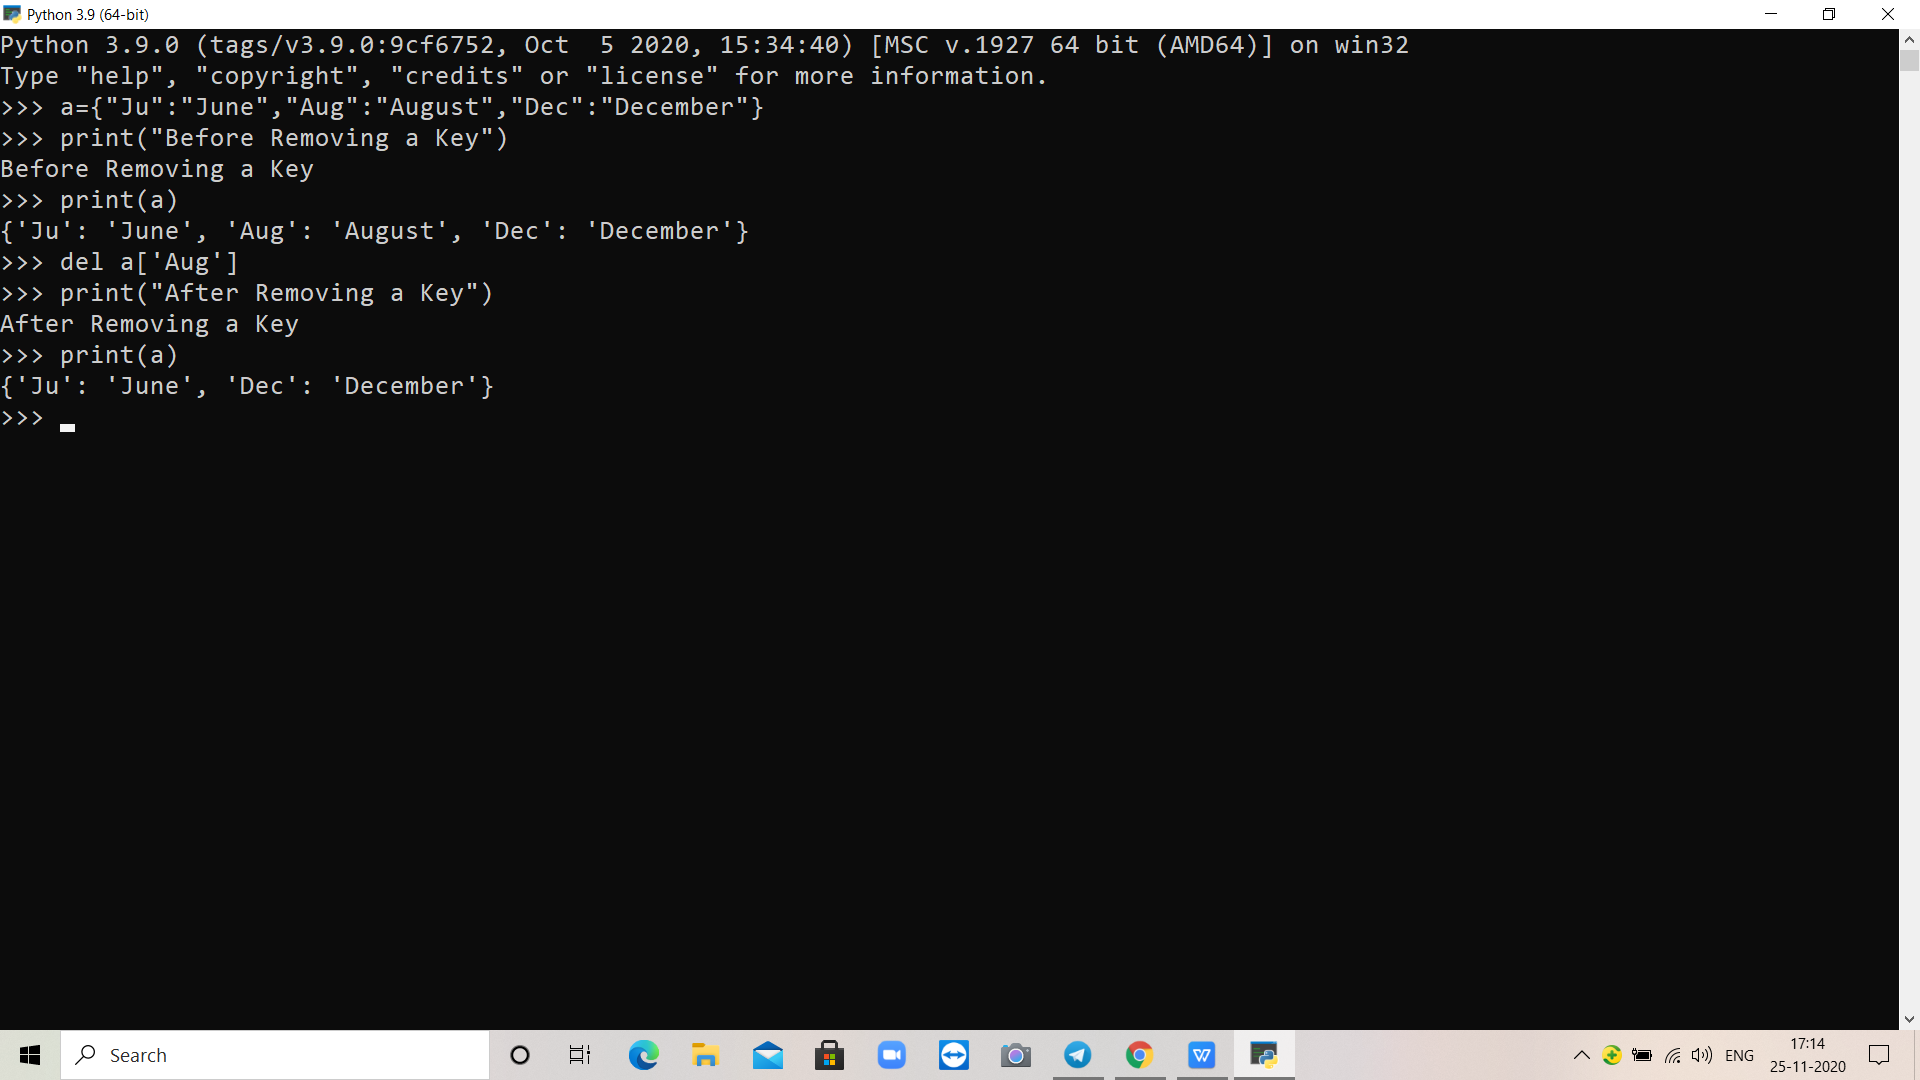 Python 3.9 (64-bit)
Python 3.9.0 (tags/v3.9.0:9cf6752, Oct  5 2020, 15:34:40) [MSC v.1927 64 bit (AMD64)] on win32
Type "help", "copyright", "credits" or "license" for more information.
>>> a={"Ju":"June","Aug":"August","Dec":"December"}
>>> print("Before Removing a Key")
Before Removing a Key
>>> print(a)
{'Ju': 'June', 'Aug': 'August', 'Dec': 'December'}
>>> del a['Aug']
>>> print("After Removing a Key")
After Removing a Key
>>> print(a)
{'Ju': 'June', 'Dec': 'December'}
>>>
Search
ENG
17:14
25-11-2020